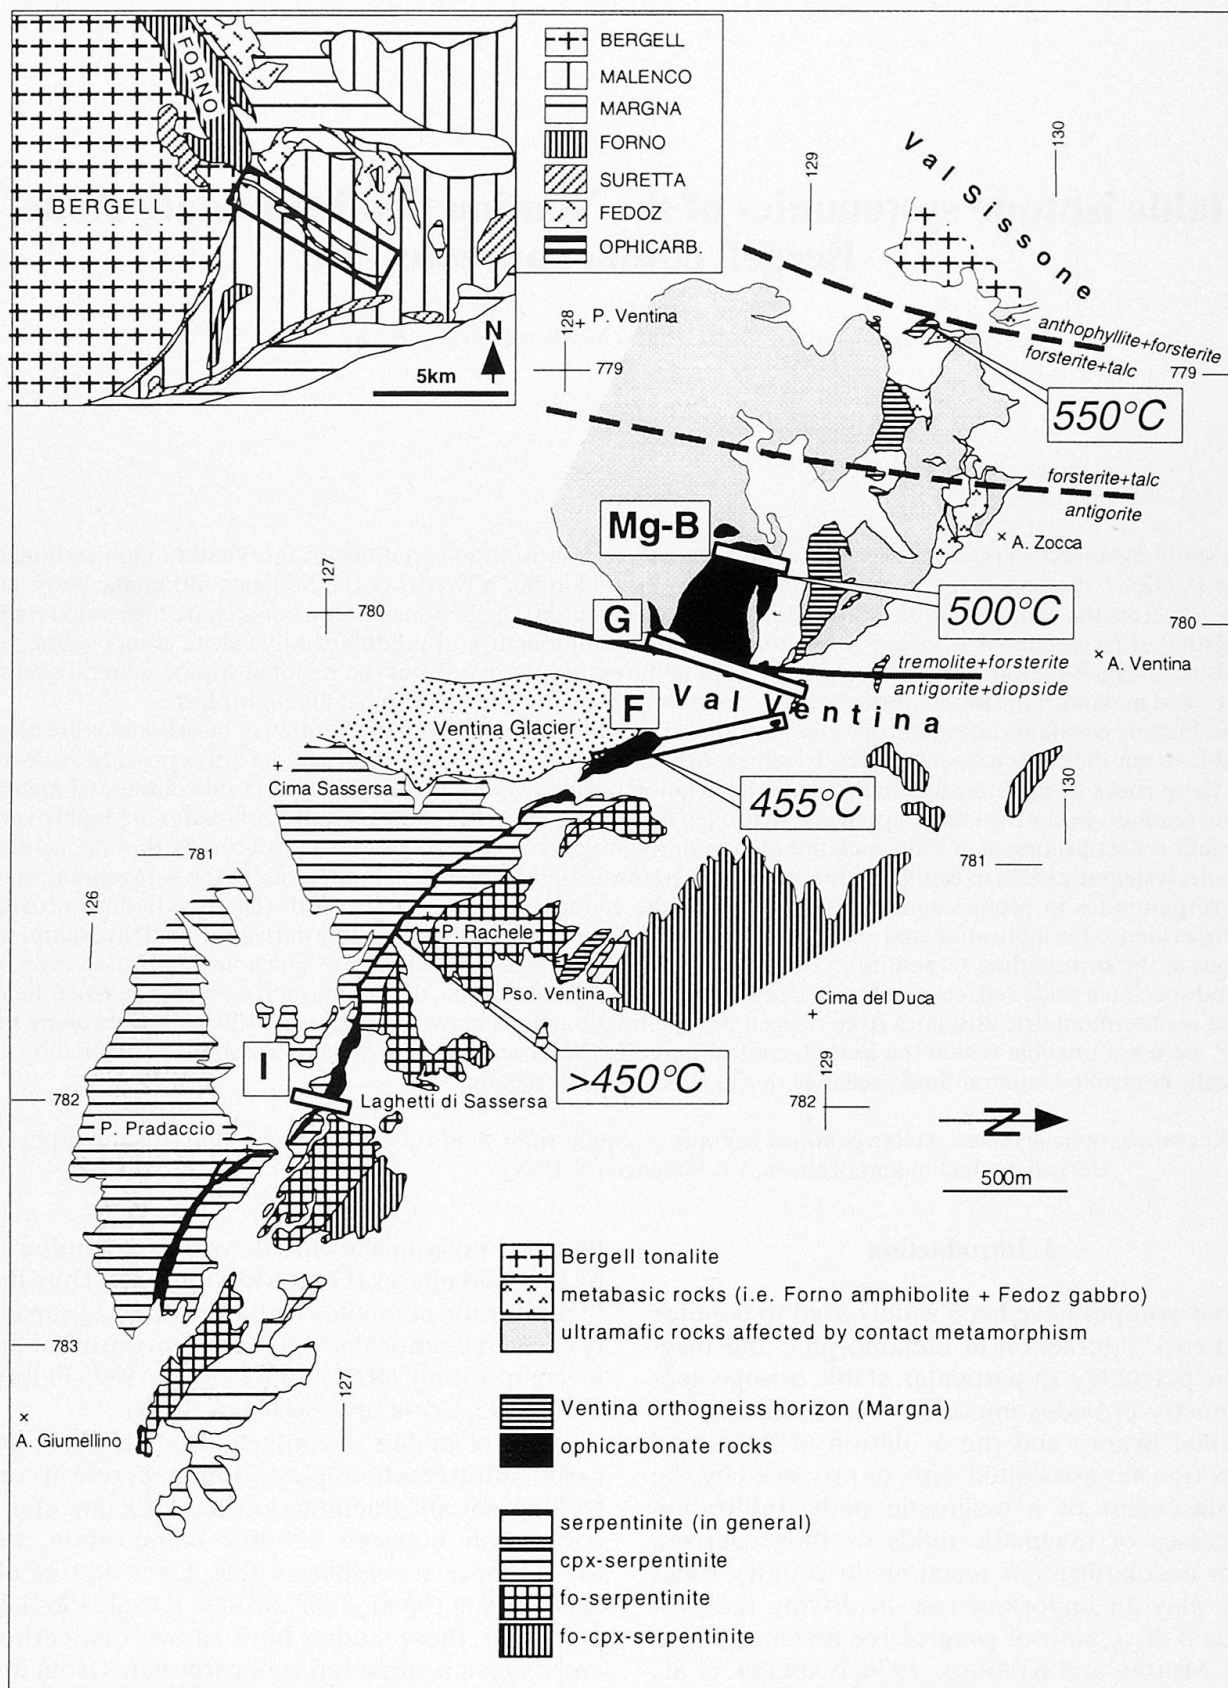 BERGELL
MALENCO
MARGNA
FORNO
SURETTA
FEDOZ
OPHICARB.
FORNO
BERGELL
N
5km
Val Sissone
129
130
128
P. Ventina
779
anthophyllite+forsterite
forsterite+talc
779
550°C
forsterite+talc
antigorite
Mg-B
A. Zocca
127
780
500°C
780
G
tremolite+forsterite
antigorite+diopside
A. Ventina
Val Ventina
F
Ventina Glacier
Cima Sassersa
455°C
130
781
781
126
P. Rachele
Pso. Ventina
Cima del Duca
I
>450°C
129
782
Laghetti di Sassersa
782
P. Pradaccio
N
500m
Bergell tonalite
metabasic rocks (i.e. Forno amphibolite + Fedoz gabbro)
ultramafic rocks affected by contact metamorphism
783
127
A. Giumellino
Ventina orthogneiss horizon (Margna)
ophicarbonate rocks
serpentinite (in general)
cpx-serpentinite
fo-serpentinite
fo-cpx-serpentinite